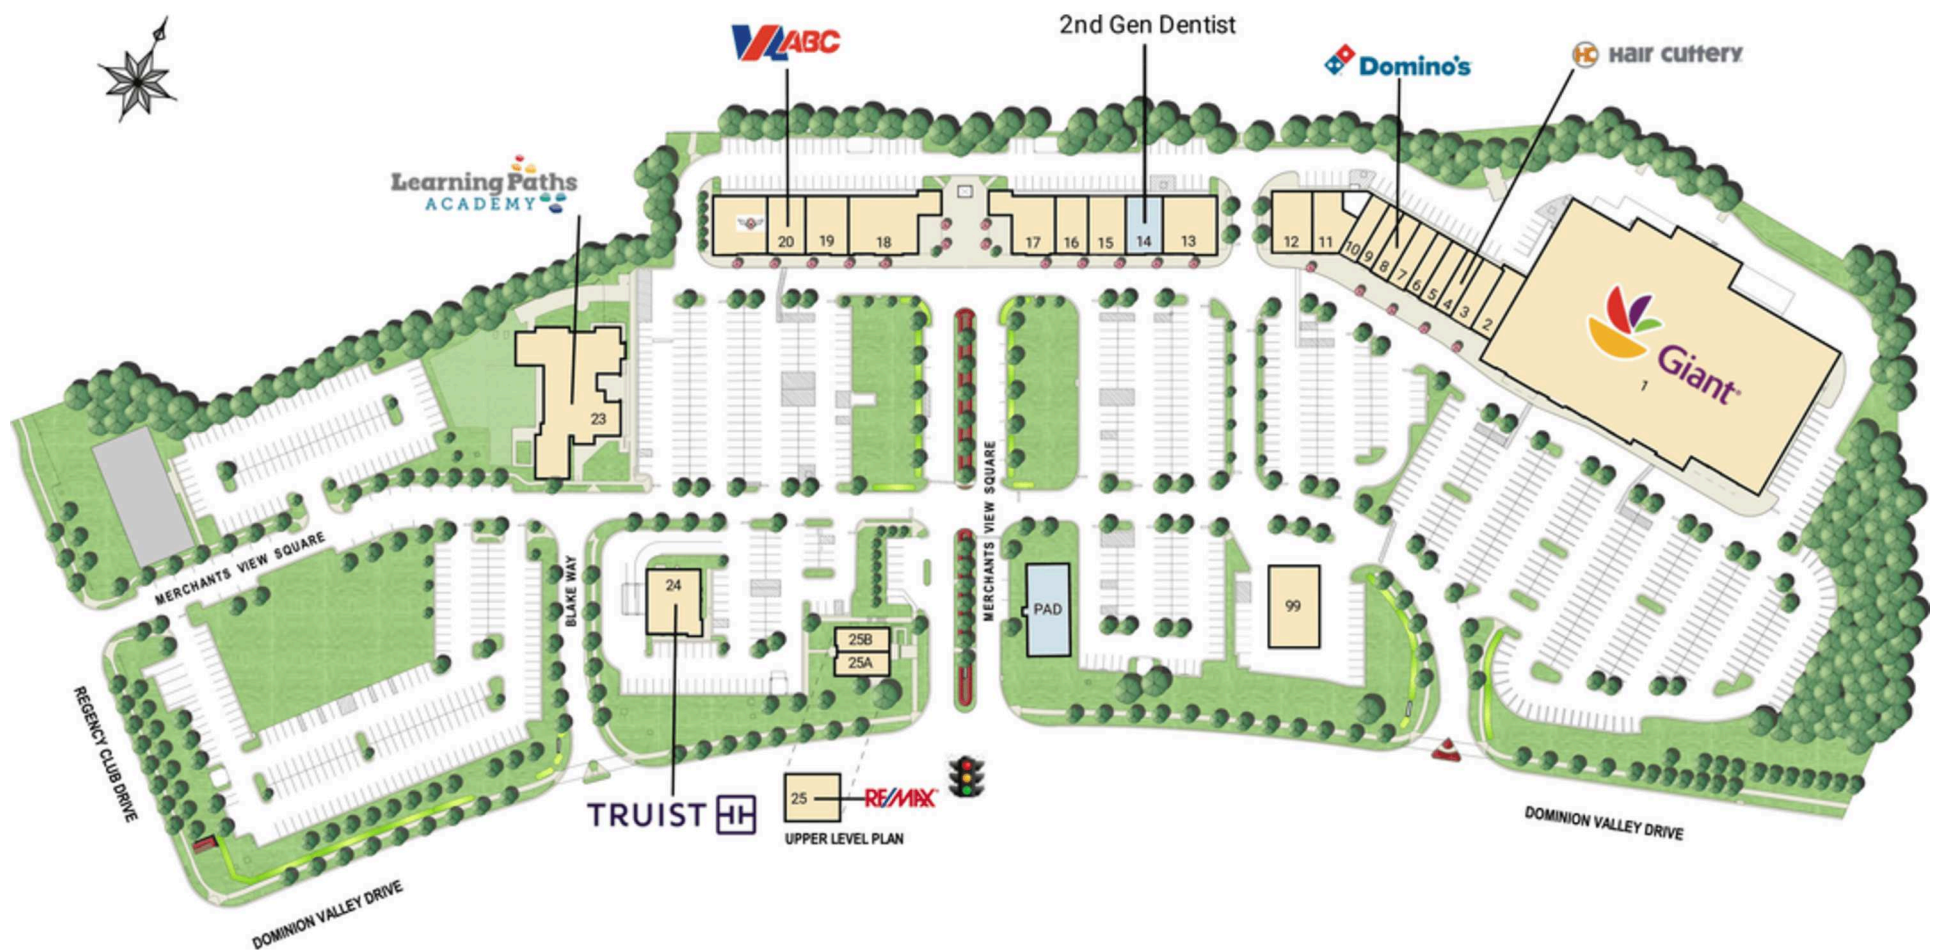 VA ABC
2nd Gen Dentist
Domino's
HC Hair Cuttery
Learning Paths
ACADEMY
20
19
18
17
16
15
14
13
12
11
10
9
8
7
6
5
4
3
2
1
Giant
23
MERCHANTS VIEW SQUARE
MERCHANTS VIEW SQUARE
BLAKE WAY
24
25B
25A
PAD
99
REGENCY CLUB DRIVE
TRUIST
25
RE/MAX
UPPER LEVEL PLAN
DOMINION VALLEY DRIVE
DOMINION VALLEY DRIVE